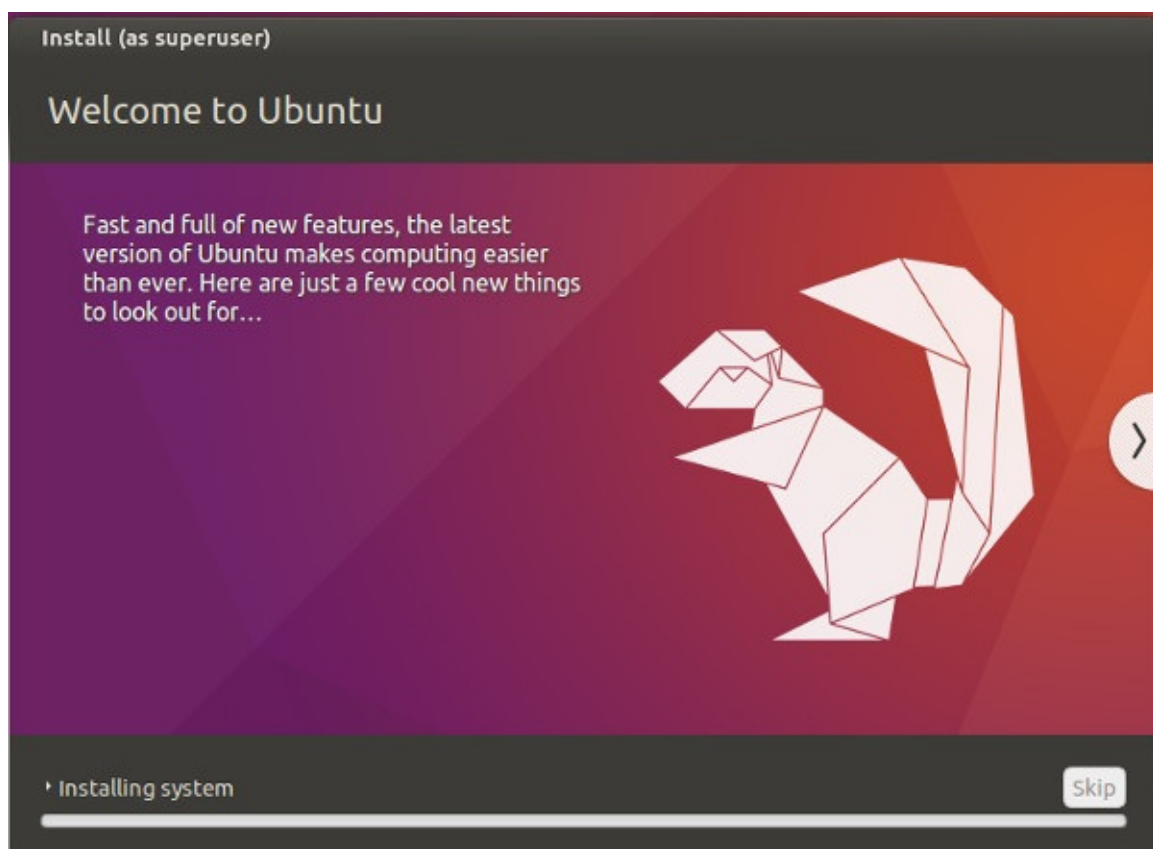 Install (as superuser)
Welcome to Ubuntu
Fast and full of new features, the latest
version of Ubuntu makes computing easier
than ever. Here are just a few cool new things
to look out for…
Installing system
Skip